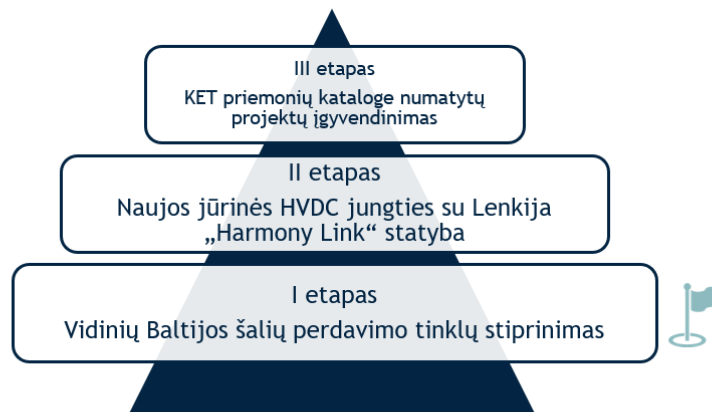 III etapas
KET priemonių kataloge numatytų
projektų įgyvendinimas
II etapas
Naujos jūrinės HVDC jungties su Lenkija
„Harmony Link“ statyba
I etapas
Vidinių Baltijos šalių perdavimo tinklų stiprinimas